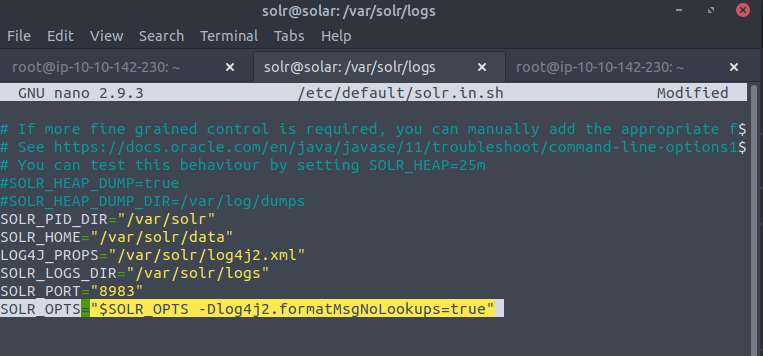 solr@solar: /var/solr/logs
File Edit View Search Terminal Tabs Help
root@ip-10-10-142-230: ~ × solr@solar: /var/solr/logs × root@ip-10-10-142-230: ~ ×
GNU nano 2.9.3 /etc/default/solr.in.sh Modified
# If more fine grained control is required, you can manually add the appropriate f$
# See https://docs.oracle.com/en/java/javase/11/troubleshoot/command-line-options1$
# You can test this behaviour by setting SOLR_HEAP=25m
#SOLR_HEAP_DUMP=true
#SOLR_HEAP_DUMP_DIR=/var/log/dumps
SOLR_PID_DIR="/var/solr"
SOLR_HOME="/var/solr/data"
LOG4J_PROPS="/var/solr/log4j2.xml"
SOLR_LOGS_DIR="/var/solr/logs"
SOLR_PORT="8983"
SOLR_OPTS="$SOLR_OPTS -Dlog4j2.formatMsgNoLookups=true"